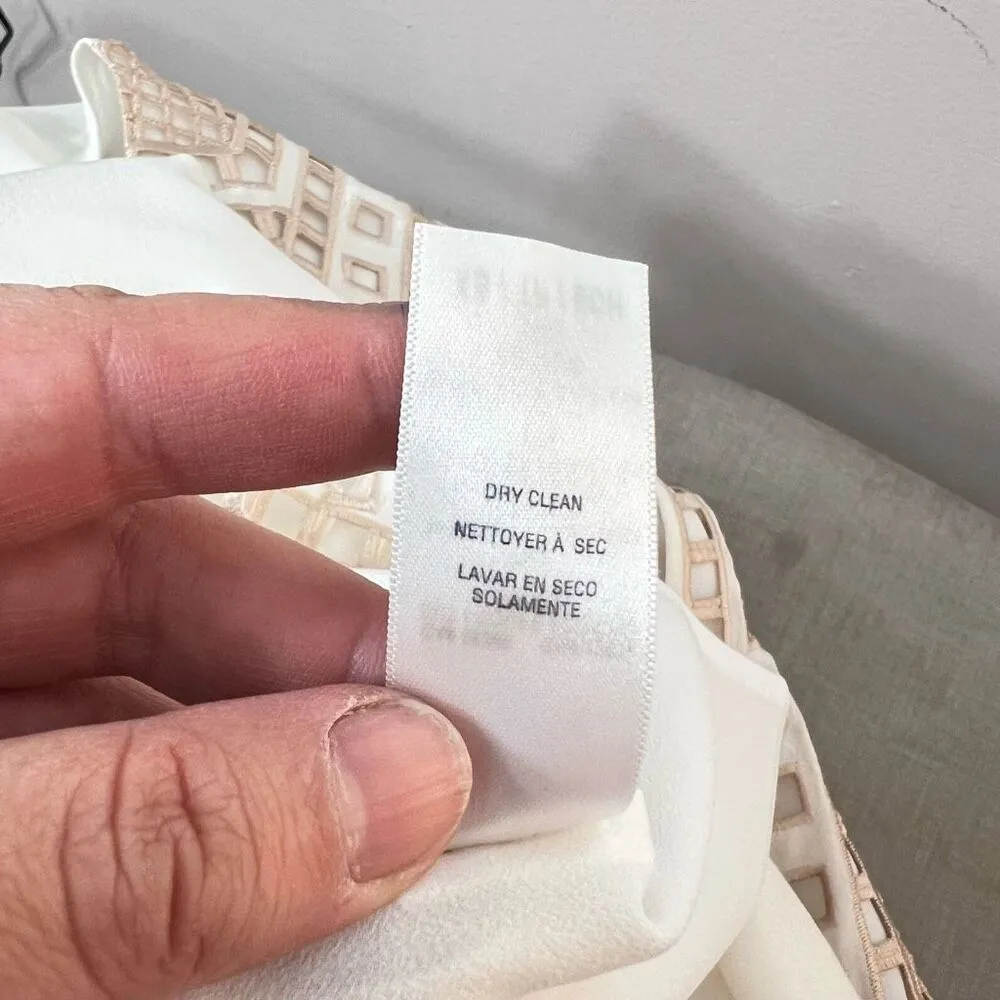 DRY CLEAN
NETTOYER À SEC
LAVAR EN SECO
SOLAMENTE